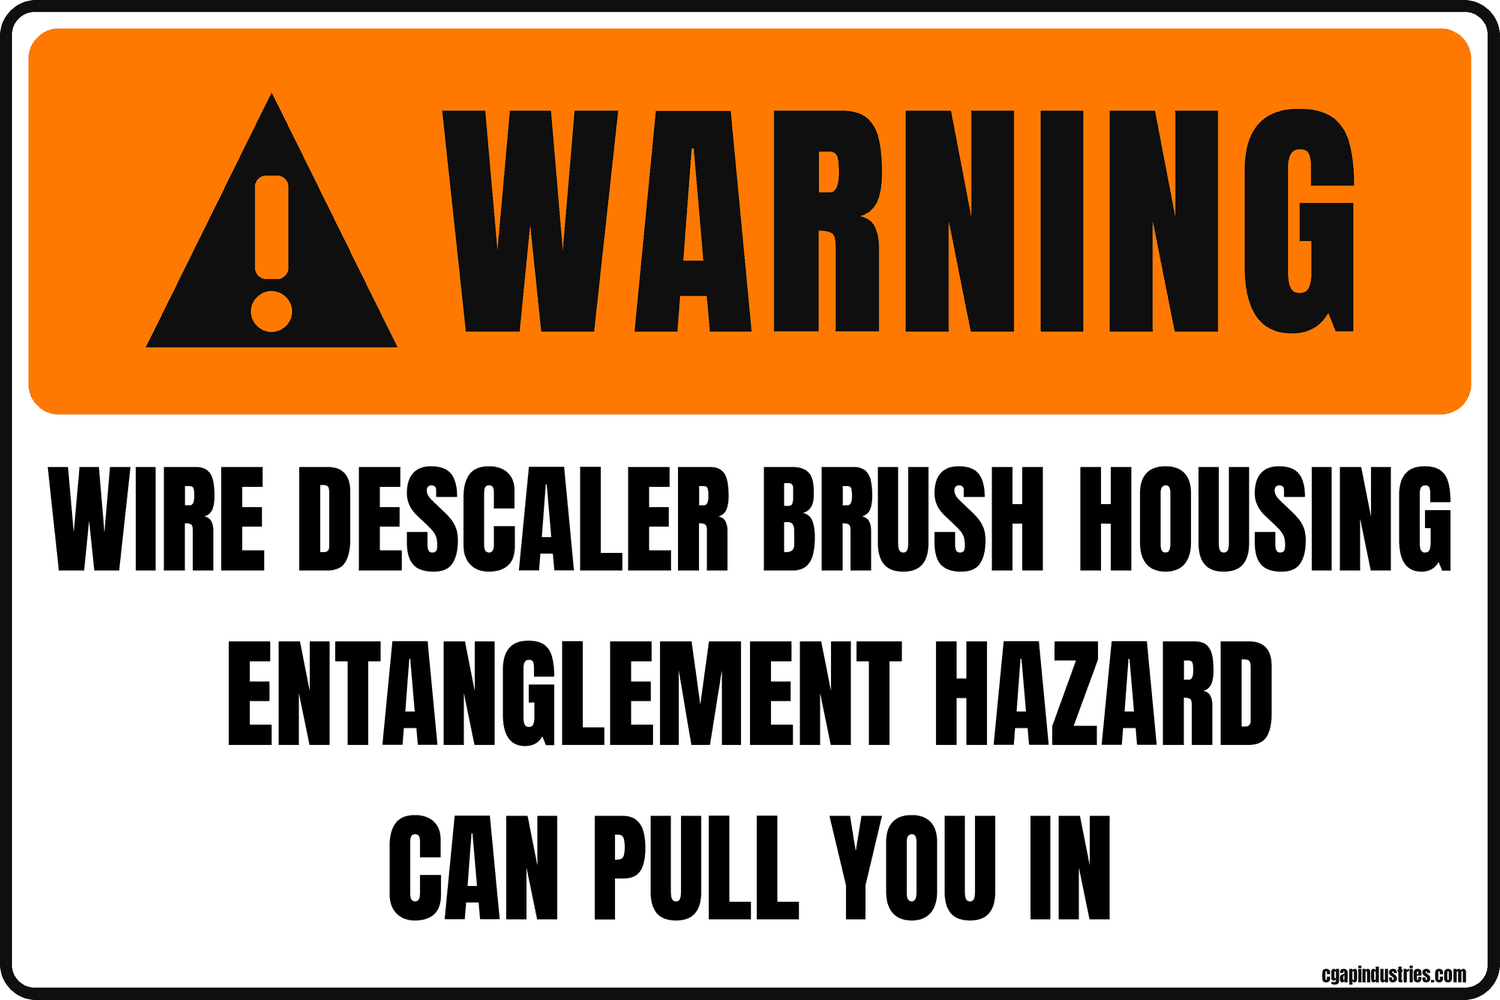 WARNING
WIRE DESCALER BRUSH HOUSING
ENTANGLEMENT HAZARD
CAN PULL YOU IN
cgapindustries.com